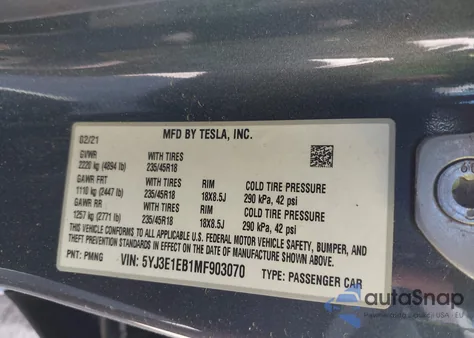 02/21 MFD BY TESLA, INC.
GVWR WITH TIRES
2220 kg (4894 lb) 235/45R18
GAWR FRT WITH TIRES RIM COLD TIRE PRESSURE
1110 kg (2447 lb) 235/45R18 18X8.5J 290 kPa, 42 psi
GAWR RR WITH TIRES RIM COLD TIRE PRESSURE
1257 kg (2771 lb) 235/45R18 18X8.5J 290 kPa, 42 psi
THIS VEHICLE CONFORMS TO ALL APPLICABLE U.S. FEDERAL MOTOR VEHICLE SAFETY, BUMPER, AND
THEFT PREVENTION STANDARDS IN EFFECT ON THE DATE OF MANUFACTURE SHOWN ABOVE.
PNT: PMNG VIN: 5YJ3E1EB1MF903070 TYPE: PASSENGER CAR
autoSnap